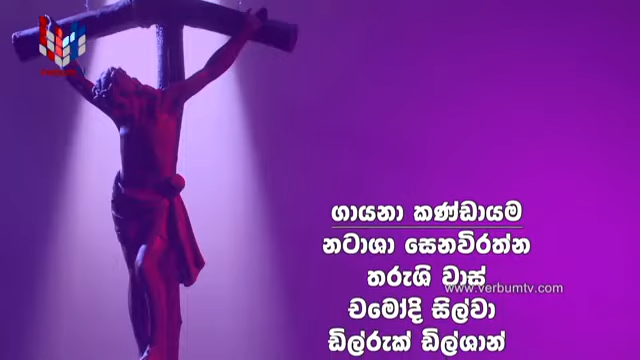 ගායනා කණ්ඩායම
නටාශා සෙනවිරත්න
තරුශි වාස්
www.verbumtv.com
චමෝදි සිල්වා
ඩිල්රුක් ඩිල්ශාන්